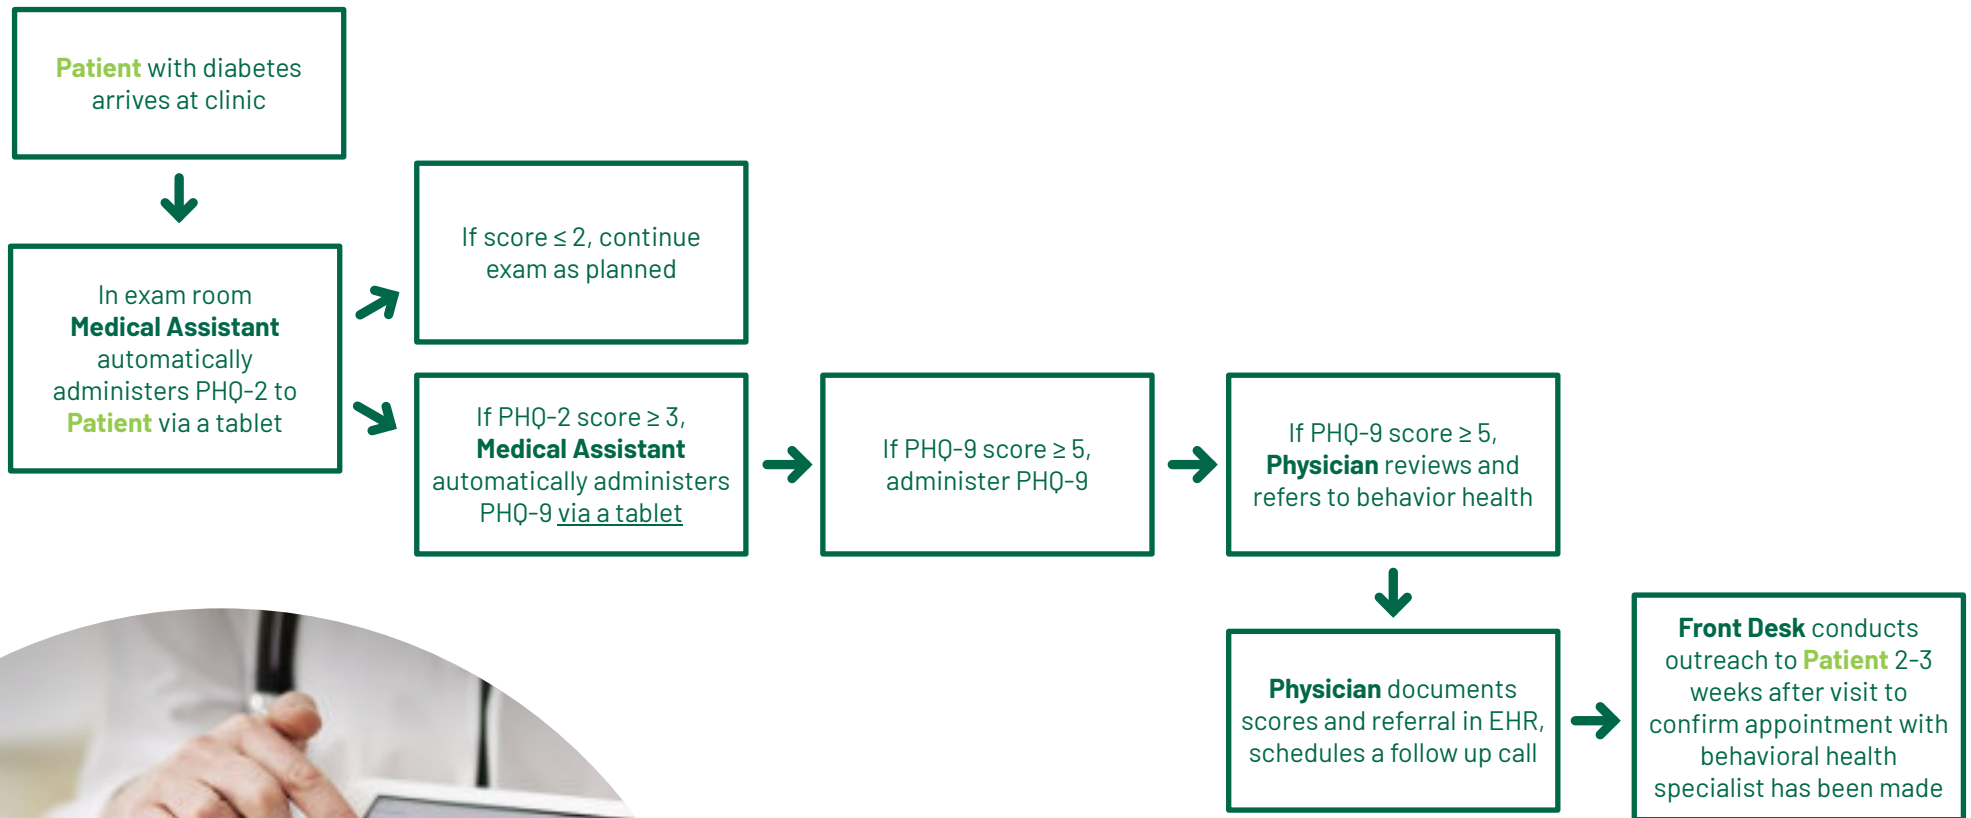 Patient with diabetes
arrives at clinic
In exam room
Medical Assistant
automatically
administers PHQ-2 to
Patient via a tablet
If score ≤ 2, continue
exam as planned
If PHQ-2 score ≥ 3,
Medical Assistant
automatically administers
PHQ-9 via a tablet
If PHQ-9 score ≥ 5,
administer PHQ-9
If PHQ-9 score ≥ 5,
Physician reviews and
refers to behavior health
Physician documents
scores and referral in EHR,
schedules a follow up call
Front Desk conducts
outreach to Patient 2-3
weeks after visit to
confirm appointment with
behavioral health
specialist has been made